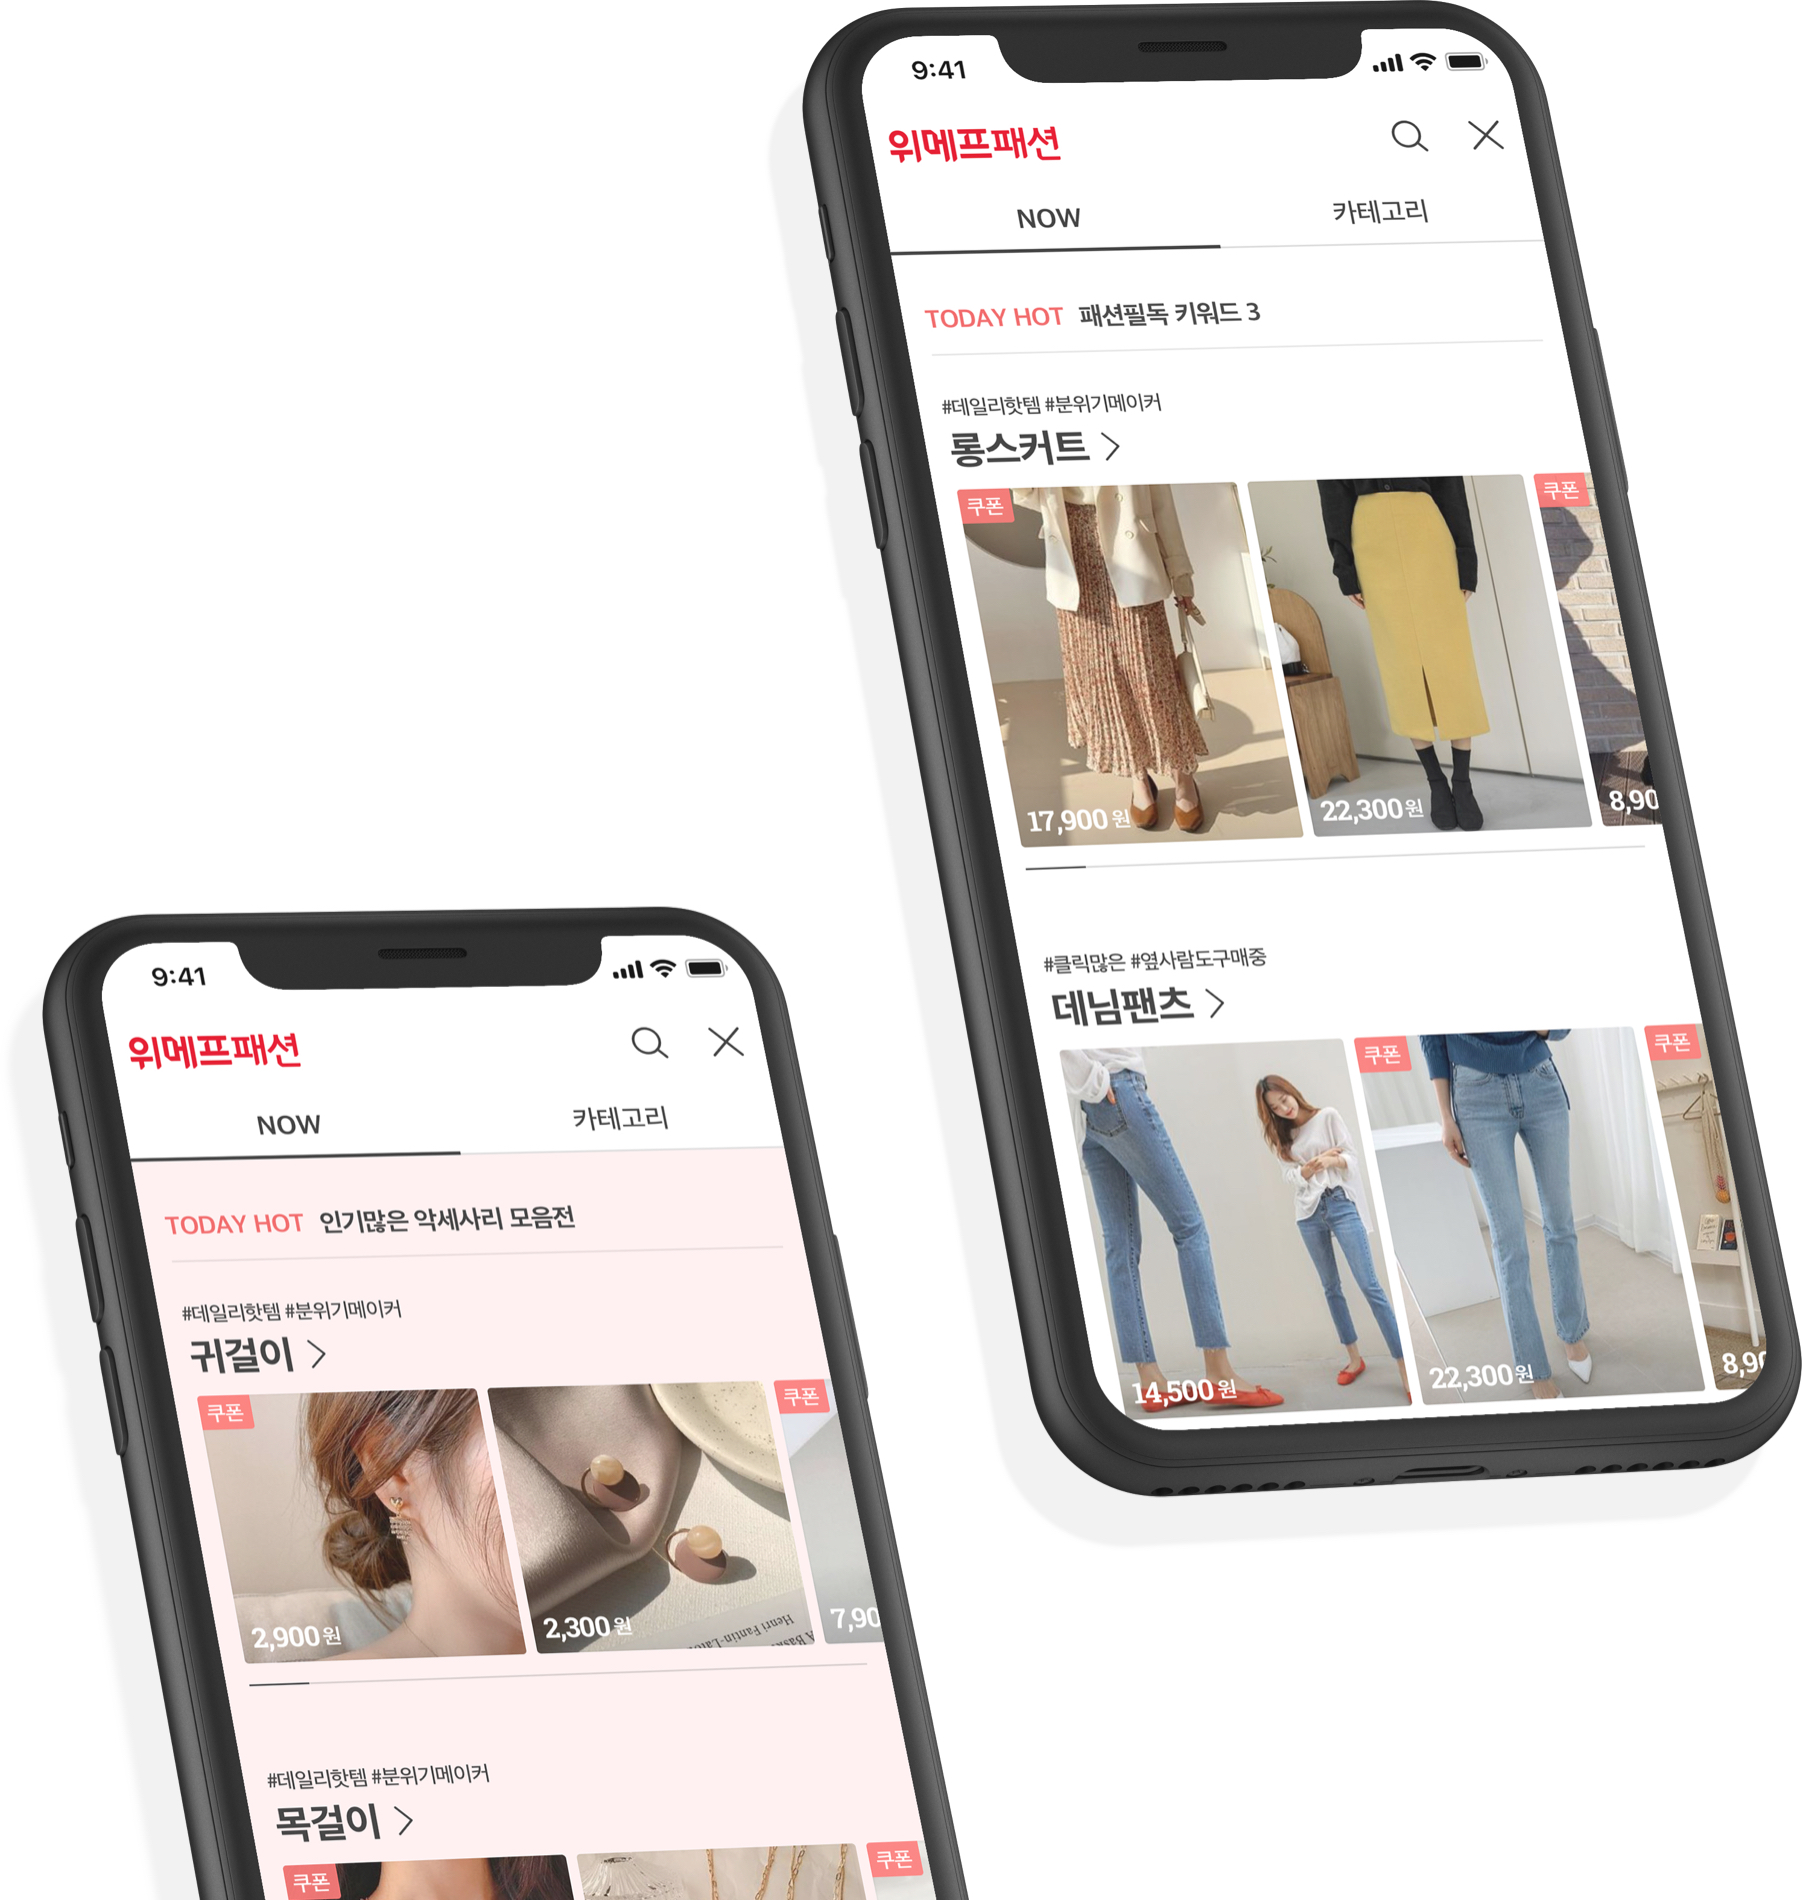 9:41
위메프패션
NOW
카테고리
TODAY HOT 패션필독 키워드 3
#데일리핫템 #분위기메이커
롱스커트
쿠폰
쿠폰
17,900원
22,300원
8,90
#클릭많은 #옆사람도구매중
데님팬츠
쿠폰
쿠폰
14,500원
22,300원
8,90
9:41
위메프패션
NOW
카테고리
TODAY HOT 인기많은 악세사리 모음전
#데일리핫템 #분위기메이커
귀걸이
쿠폰
쿠폰
2,900원
2,300원
7,90
Henri Fantin-Lato
A Bas
#데일리핫템 #분위기메이커
목걸이
쿠폰
쿠폰